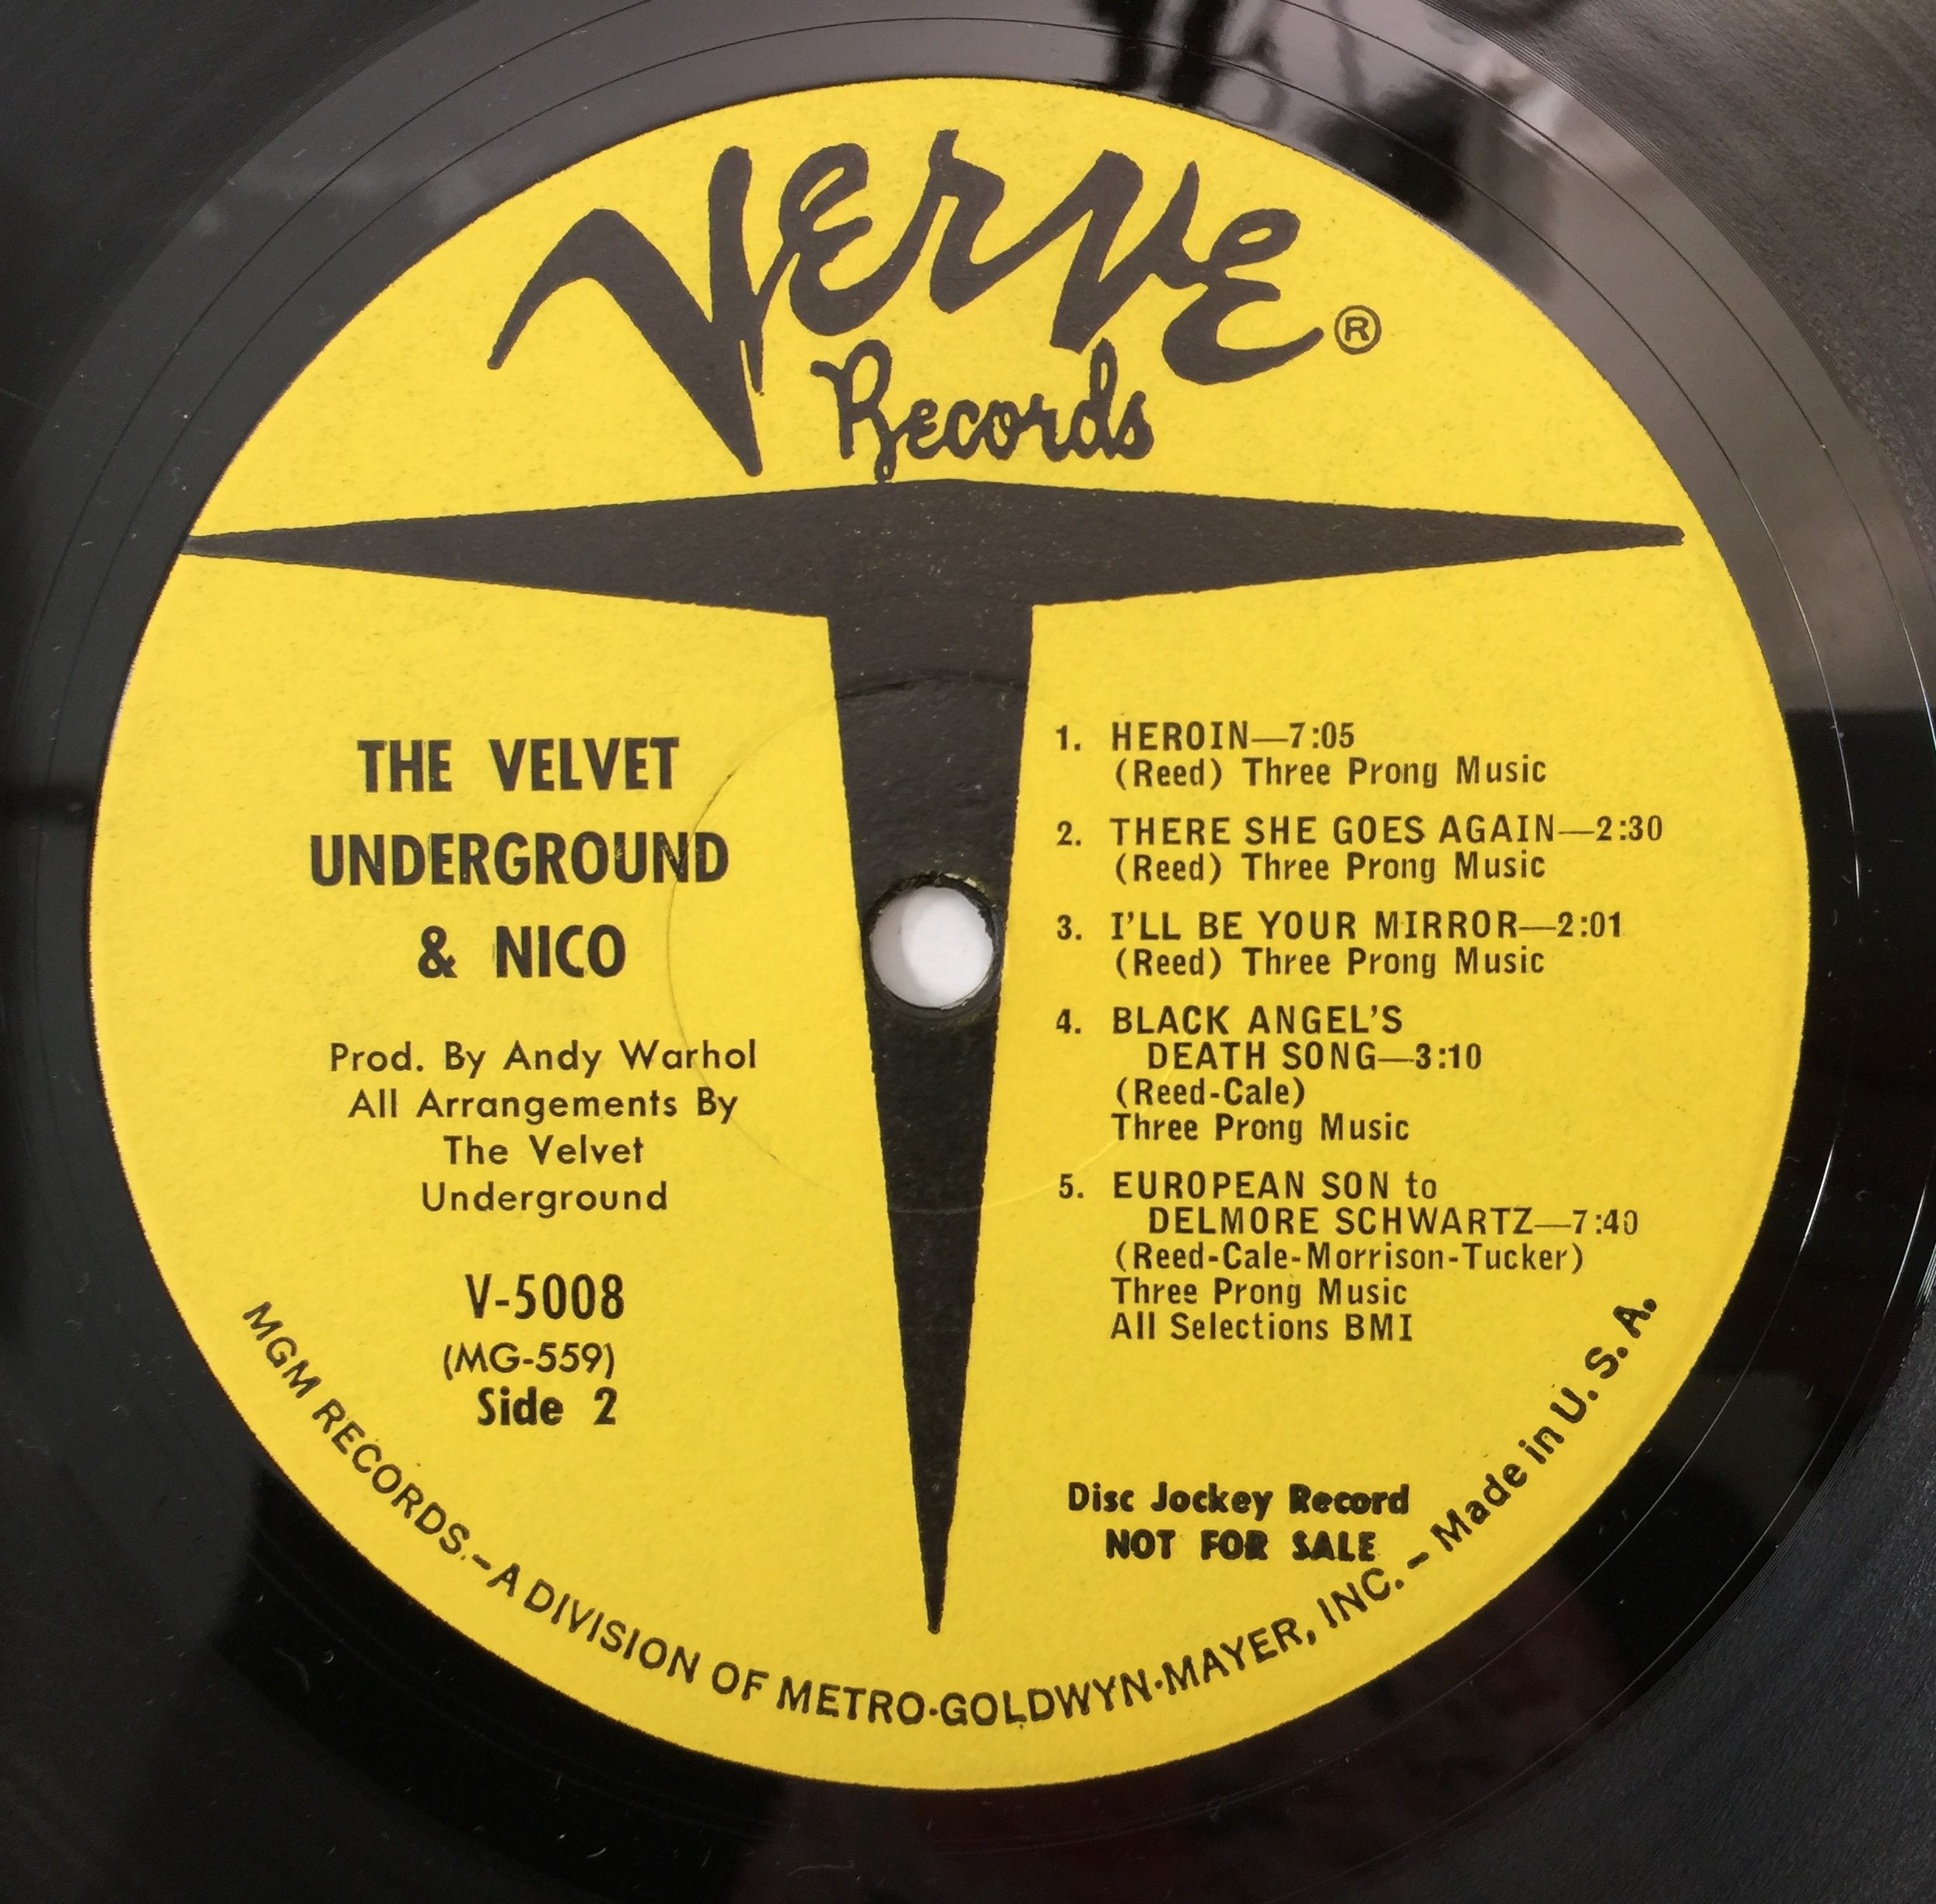 Verve ®
Records
THE VELVET
UNDERGROUND
& NICO
Prod. By Andy Warhol
All Arrangements By
The Velvet
Underground
V-5008
(MG-559)
Side 2
1. HEROIN—7:05
(Reed) Three Prong Music
2. THERE SHE GOES AGAIN—2:30
(Reed) Three Prong Music
3. I'LL BE YOUR MIRROR—2:01
(Reed) Three Prong Music
4. BLACK ANGEL'S
DEATH SONG—3:10
(Reed-Cale)
Three Prong Music
5. EUROPEAN SON to
DELMORE SCHWARTZ—7:40
(Reed-Cale-Morrison-Tucker)
Three Prong Music
All Selections BMI
Disc Jockey Record
NOT FOR SALE
MGM RECORDS.–A DIVISION OF METRO·GOLDWYN·MAYER, INC. – Made in U. S. A.